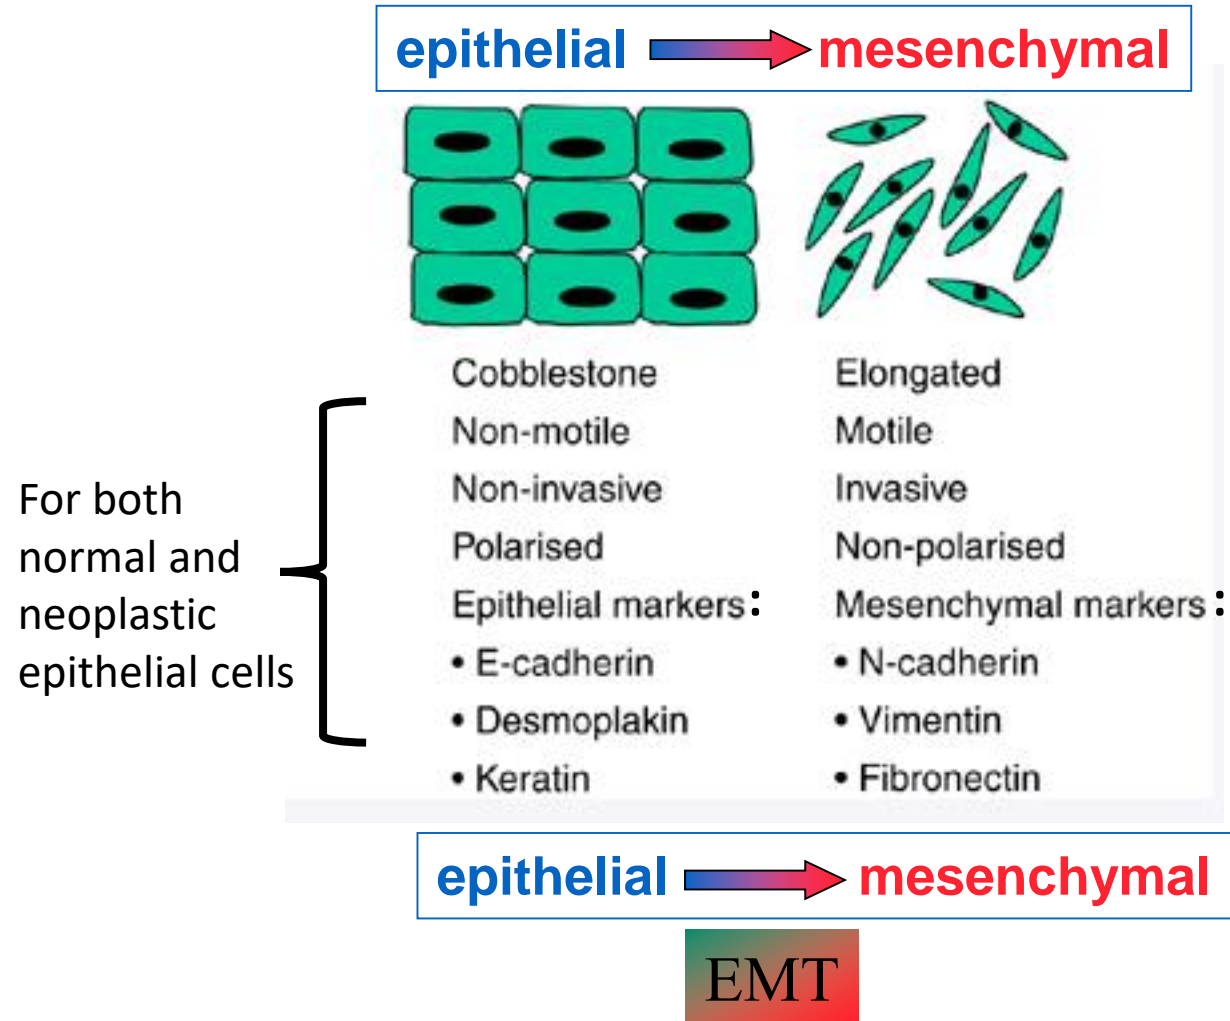 epithelial mesenchymal
Cobblestone Elongated
Non-motile Motile
Non-invasive Invasive
Polarised Non-polarised
Epithelial markers: Mesenchymal markers:
• E-cadherin • N-cadherin
• Desmoplakin • Vimentin
• Keratin • Fibronectin
For both
normal and
neoplastic
epithelial cells
epithelial mesenchymal
EMT